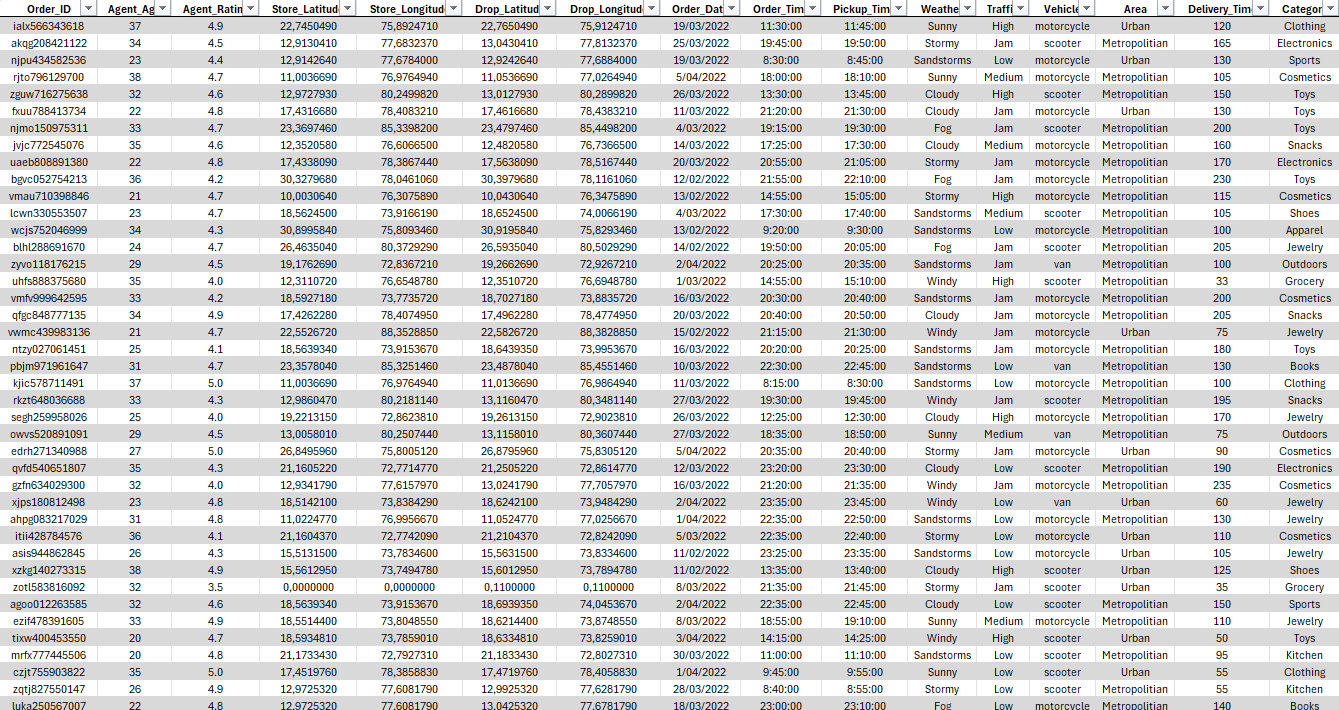 Order_ID Agent_Ag Agent_Ratin Store_Latitud Store_Longitud Drop_Latitud Drop_Longitud Order_Dat Order_Tim Pickup_Tim Weathe Traffi Vehicle Area Delivery_Tim Categor
ialx566343618 37 4.9 22,7450490 75,8924710 22,7650490 75,9124710 19/03/2022 11:30:00 11:45:00 Sunny High motorcycle Urban 120 Clothing
akqg208421122 34 4.5 12,9130410 77,6832370 13,0430410 77,8132370 25/03/2022 19:45:00 19:50:00 Stormy Jam scooter Metropolitian 165 Electronics
njpu434582536 23 4.4 12,9142640 77,6784000 12,9242640 77,6884000 19/03/2022 8:30:00 8:45:00 Sandstorms Low motorcycle Urban 130 Sports
rjto796129700 38 4.7 11,0036690 76,9764940 11,0536690 77,0264940 5/04/2022 18:00:00 18:10:00 Sunny Medium motorcycle Metropolitian 105 Cosmetics
zguw716275638 32 4.6 12,9727930 80,2499820 13,0127930 80,2899820 26/03/2022 13:30:00 13:45:00 Cloudy High scooter Metropolitian 150 Toys
fxuu788413734 22 4.8 17,4316680 78,4083210 17,4616680 78,4383210 11/03/2022 21:20:00 21:30:00 Cloudy Jam motorcycle Urban 130 Toys
njmo150975311 33 4.7 23,3697460 85,3398200 23,4797460 85,4498200 4/03/2022 19:15:00 19:30:00 Fog Jam scooter Metropolitian 200 Toys
jvjc772545076 35 4.6 12,3520580 76,6066500 12,4820580 76,7366500 14/03/2022 17:25:00 17:30:00 Cloudy Medium motorcycle Metropolitian 160 Snacks
uaeb808891380 22 4.8 17,4338090 78,3867440 17,5638090 78,5167440 20/03/2022 20:55:00 21:05:00 Stormy Jam motorcycle Metropolitian 170 Electronics
bgvc052754213 36 4.2 30,3279680 78,0461060 30,3979680 78,1161060 12/02/2022 21:55:00 22:10:00 Fog Jam motorcycle Metropolitian 230 Toys
vmau710398846 21 4.7 10,0030640 76,3075890 10,0430640 76,3475890 13/02/2022 14:55:00 15:05:00 Stormy High motorcycle Metropolitian 115 Cosmetics
lcwn330553507 23 4.7 18,5624500 73,9166190 18,6524500 74,0066190 4/03/2022 17:30:00 17:40:00 Sandstorms Medium scooter Metropolitian 105 Shoes
wcjs752046999 34 4.3 30,8995840 75,8093460 30,9195840 75,8293460 13/02/2022 9:20:00 9:30:00 Sandstorms Low motorcycle Metropolitian 100 Apparel
blhl288691670 24 4.7 26,4635040 80,3729290 26,5935040 80,5029290 14/02/2022 19:50:00 20:05:00 Fog Jam scooter Metropolitian 205 Jewelry
zyvo118176215 29 4.5 19,1762690 72,8367210 19,2662690 72,9267210 2/04/2022 20:25:00 20:35:00 Sandstorms Jam van Metropolitian 100 Outdoors
uhfs888375680 35 4.0 12,3110720 76,6548780 12,3510720 76,6948780 1/03/2022 14:55:00 15:10:00 Windy High scooter Metropolitian 33 Grocery
vmfv999642595 33 4.2 18,5927180 73,7735720 18,7027180 73,8835720 16/03/2022 20:30:00 20:40:00 Sandstorms Jam motorcycle Metropolitian 200 Cosmetics
qfgc848777135 34 4.9 17,4262280 78,4074950 17,4962280 78,4774950 20/03/2022 20:40:00 20:50:00 Cloudy Jam motorcycle Metropolitian 205 Snacks
vwmc439983136 21 4.7 22,5526720 88,3528850 22,5826720 88,3828850 15/02/2022 21:15:00 21:30:00 Windy Jam motorcycle Urban 75 Jewelry
ntzy027061451 25 4.1 18,5639340 73,9153670 18,6439350 73,9953670 16/03/2022 20:20:00 20:25:00 Sandstorms Jam motorcycle Metropolitian 180 Toys
pbjm971961647 31 4.7 23,3578040 85,3251460 23,4878040 85,4551460 10/03/2022 22:30:00 22:45:00 Sandstorms Low van Metropolitian 130 Books
kjic578711491 37 5.0 11,0036690 76,9764940 11,0136690 76,9864940 11/03/2022 8:15:00 8:30:00 Sandstorms Low motorcycle Metropolitian 100 Clothing
rkzt648036688 33 4.3 12,9860470 80,2181140 13,1160470 80,3481140 27/03/2022 19:30:00 19:45:00 Windy Jam scooter Metropolitian 195 Snacks
segh259958026 25 4.0 19,2213150 72,8623810 19,2613150 72,9023810 26/03/2022 12:25:00 12:30:00 Cloudy High motorcycle Metropolitian 170 Jewelry
owvs520891091 29 4.5 13,0058010 80,2507440 13,1158010 80,3607440 27/03/2022 18:35:00 18:50:00 Sunny Medium van Metropolitian 75 Outdoors
edrh271340988 27 5.0 26,8495960 75,8005120 26,8795960 75,8305120 5/04/2022 20:35:00 20:40:00 Stormy Jam motorcycle Urban 90 Cosmetics
qvfd540651807 35 4.3 21,1605220 72,7714770 21,2505220 72,8614770 12/03/2022 23:20:00 23:30:00 Cloudy Low scooter Metropolitian 190 Electronics
gzfn634029300 32 4.0 12,9341790 77,6157970 13,0241790 77,7057970 16/03/2022 21:20:00 21:35:00 Windy Jam motorcycle Metropolitian 235 Cosmetics
xjps180812498 23 4.8 18,5142100 73,8384290 18,6242100 73,9484290 2/04/2022 23:35:00 23:45:00 Windy Low van Urban 60 Jewelry
ahpg083217029 31 4.8 11,0224770 76,9956670 11,0524770 77,0256670 1/04/2022 22:35:00 22:50:00 Sandstorms Low motorcycle Metropolitian 130 Jewelry
itii428784576 36 4.1 21,1604370 72,7742090 21,2104370 72,8242090 5/03/2022 22:35:00 22:40:00 Stormy Low motorcycle Urban 110 Cosmetics
asis944862845 26 4.3 15,5131500 73,7834600 15,5631500 73,8334600 11/02/2022 23:25:00 23:35:00 Sandstorms Low motorcycle Urban 105 Jewelry
xzkg140273315 38 4.9 15,5612950 73,7494780 15,6012950 73,7894780 11/02/2022 13:35:00 13:40:00 Cloudy High scooter Urban 125 Shoes
zotl583816092 32 3.5 0,0000000 0,0000000 0,1100000 0,1100000 8/03/2022 21:35:00 21:45:00 Stormy Jam scooter Urban 35 Grocery
agoo012263585 32 4.6 18,5639340 73,9153670 18,6939350 74,0453670 2/04/2022 22:35:00 22:45:00 Cloudy Low scooter Metropolitian 150 Sports
ezif478391605 33 4.9 18,5514400 73,8048550 18,6214400 73,8748550 8/03/2022 18:55:00 19:10:00 Sunny Medium motorcycle Metropolitian 110 Jewelry
tixw400453550 20 4.7 18,5934810 73,7859010 18,6334810 73,8259010 3/04/2022 14:15:00 14:25:00 Windy High scooter Urban 50 Toys
mrfx777445506 20 4.8 21,1733430 72,7927310 21,1833430 72,8027310 30/03/2022 11:00:00 11:10:00 Sandstorms Low scooter Metropolitian 95 Kitchen
czjt755903822 35 5.0 17,4519760 78,3858830 17,4719760 78,4058830 1/04/2022 9:45:00 9:55:00 Sunny Low scooter Urban 55 Clothing
zqtj827550147 26 4.9 12,9725320 77,6081790 12,9925320 77,6281790 28/03/2022 8:40:00 8:55:00 Stormy Low scooter Metropolitian 55 Kitchen
luka250567007 22 4.8 12,9725320 77,6081790 13,0425320 77,6781790 18/03/2022 23:00:00 23:10:00 Fog Low motorcycle Metropolitian 140 Books